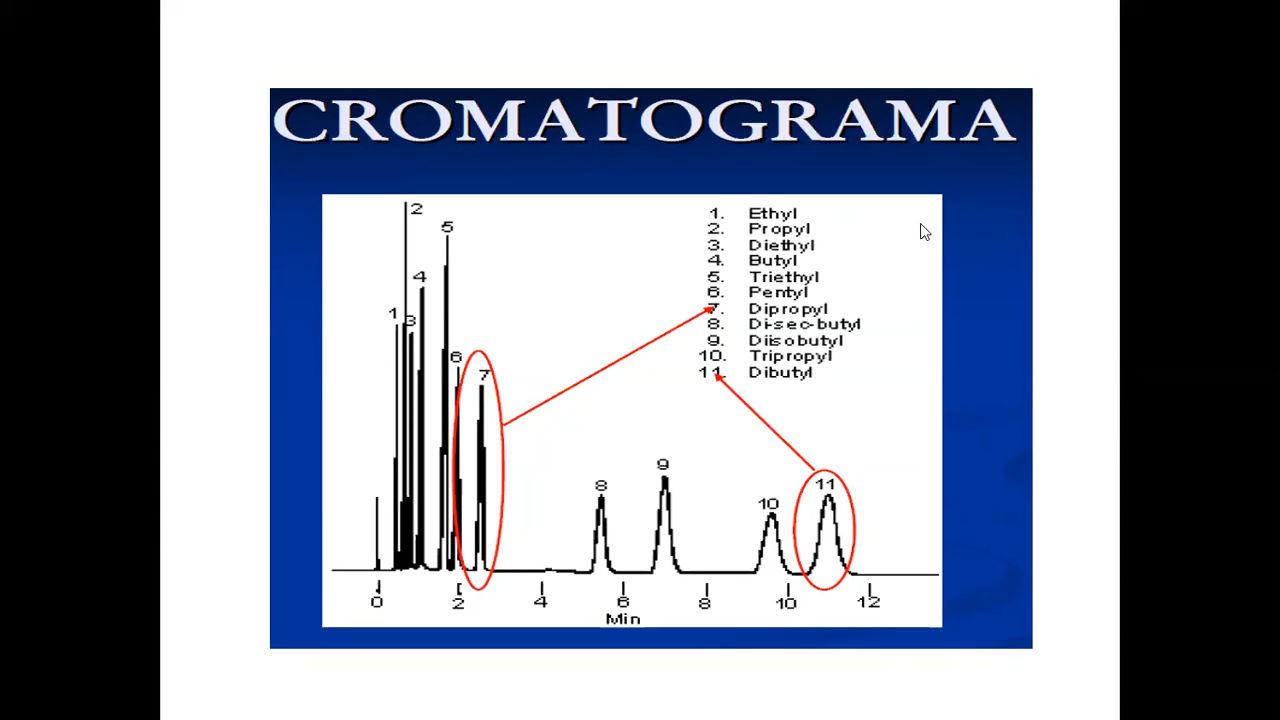 CROMATOGRAMA
1. Ethyl
2. Propyl
3. Diethyl
4. Butyl
5. Triethyl
6. Pentyl
7. Dipropyl
8. Di-sec-butyl
9. Diisobutyl
10. Tripropyl
11. Dibutyl
2
5
4
1
3
6
7
9
8
11
10
0 2 4 6 8 10 12
Min